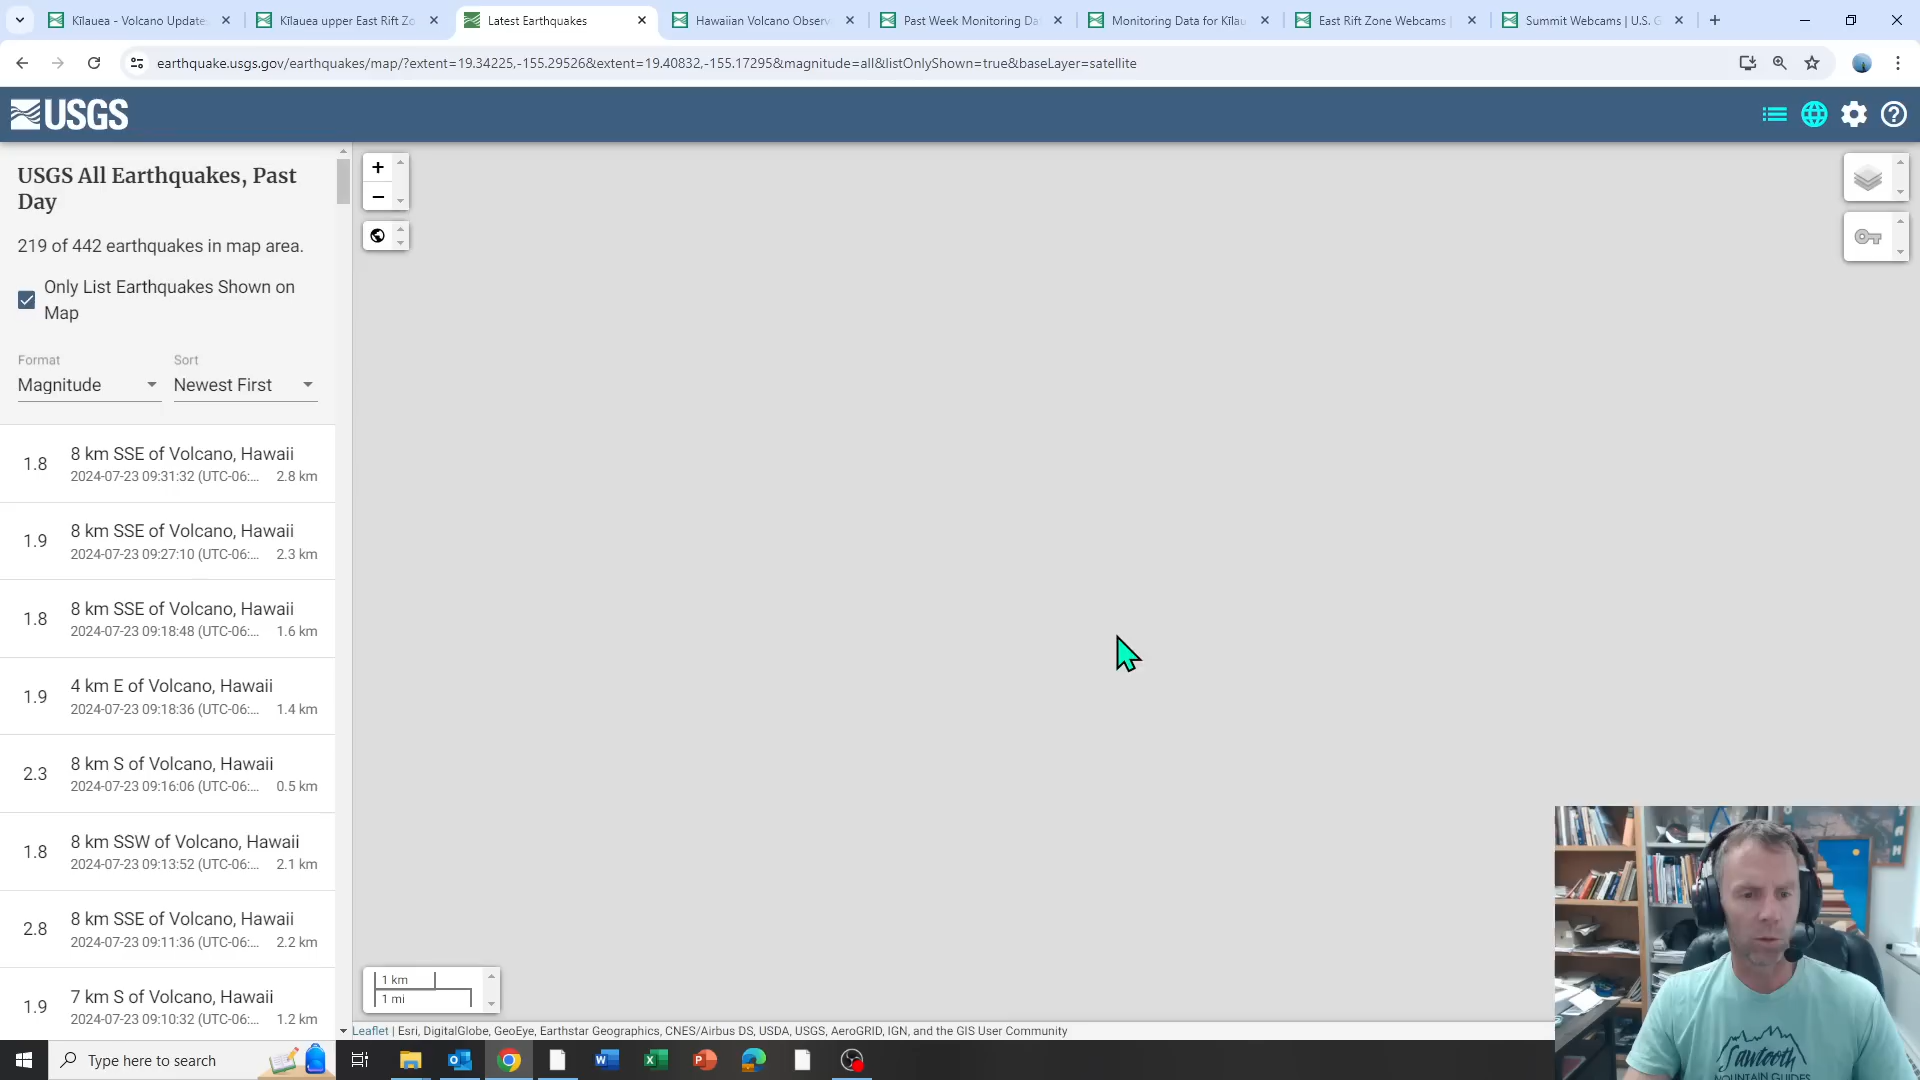 Kīlauea - Volcano Update
Kīlauea upper East Rift Zo
Latest Earthquakes
Hawaiian Volcano Observ
Past Week Monitoring Da
Monitoring Data for Kīlau
East Rift Zone Webcams |
Summit Webcams | U.S. G
earthquake.usgs.gov/earthquakes/map/?extent=19.34225,-155.29526&extent=19.40832,-155.17295&magnitude=all&listOnlyShown=true&baseLayer=satellite
USGS
USGS All Earthquakes, Past
Day
219 of 442 earthquakes in map area.
Only List Earthquakes Shown on
Map
Format Sort
Magnitude Newest First
1.8 8 km SSE of Volcano, Hawaii
2024-07-23 09:31:32 (UTC-06:... 2.8 km
1.9 8 km SSE of Volcano, Hawaii
2024-07-23 09:27:10 (UTC-06:... 2.3 km
1.8 8 km SSE of Volcano, Hawaii
2024-07-23 09:18:48 (UTC-06:... 1.6 km
1.9 4 km E of Volcano, Hawaii
2024-07-23 09:18:36 (UTC-06:... 1.4 km
2.3 8 km S of Volcano, Hawaii
2024-07-23 09:16:06 (UTC-06:... 0.5 km
1.8 8 km SSW of Volcano, Hawaii
2024-07-23 09:13:52 (UTC-06:... 2.1 km
2.8 8 km SSE of Volcano, Hawaii
2024-07-23 09:11:36 (UTC-06:... 2.2 km
1.9 7 km S of Volcano, Hawaii
2024-07-23 09:10:32 (UTC-06:... 1.2 km
+
−
1 km
1 mi
Leaflet | Esri, DigitalGlobe, GeoEye, Earthstar Geographics, CNES/Airbus DS, USDA, USGS, AeroGRID, IGN, and the GIS User Community
Sawtooth
MOUNTAIN GUIDES
Type here to search